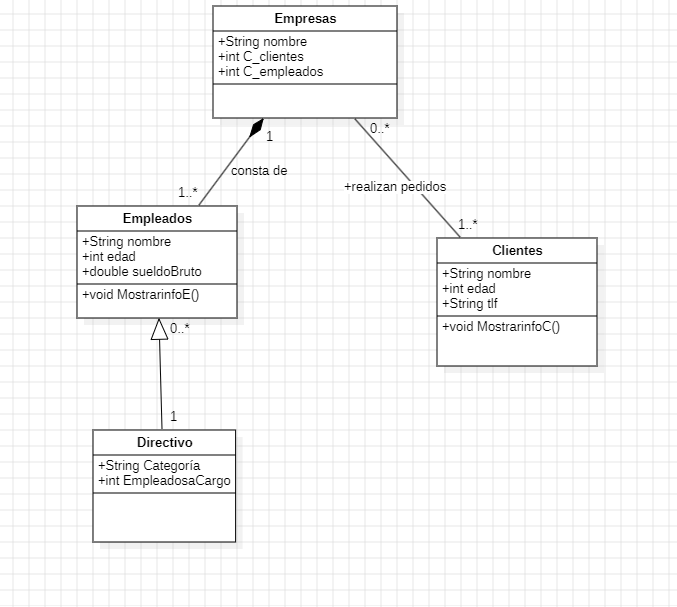 Empresas
+String nombre
+int C_clientes
+int C_empleados
1
0..*
consta de
+realizan pedidos
1..*
1..*
Empleados
+String nombre
+int edad
+double sueldoBruto
+void MostrarinfoE()
Clientes
+String nombre
+int edad
+String tlf
+void MostrarinfoC()
0..*
1
Directivo
+String Categoría
+int EmpleadosaCargo